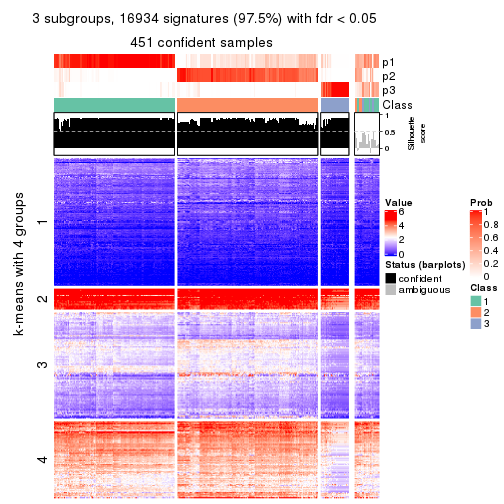 3 subgroups, 16934 signatures (97.5%) with fdr < 0.05
451 confident samples
p1
p2
p3
Class
1
0.5
0
Silhouette
score
k-means with 4 groups
1
2
3
4
Value
6
4
2
0
Status (barplots)
confident
ambiguous
Prob
1
0.8
0.6
0.4
0.2
0
Class
1
2
3